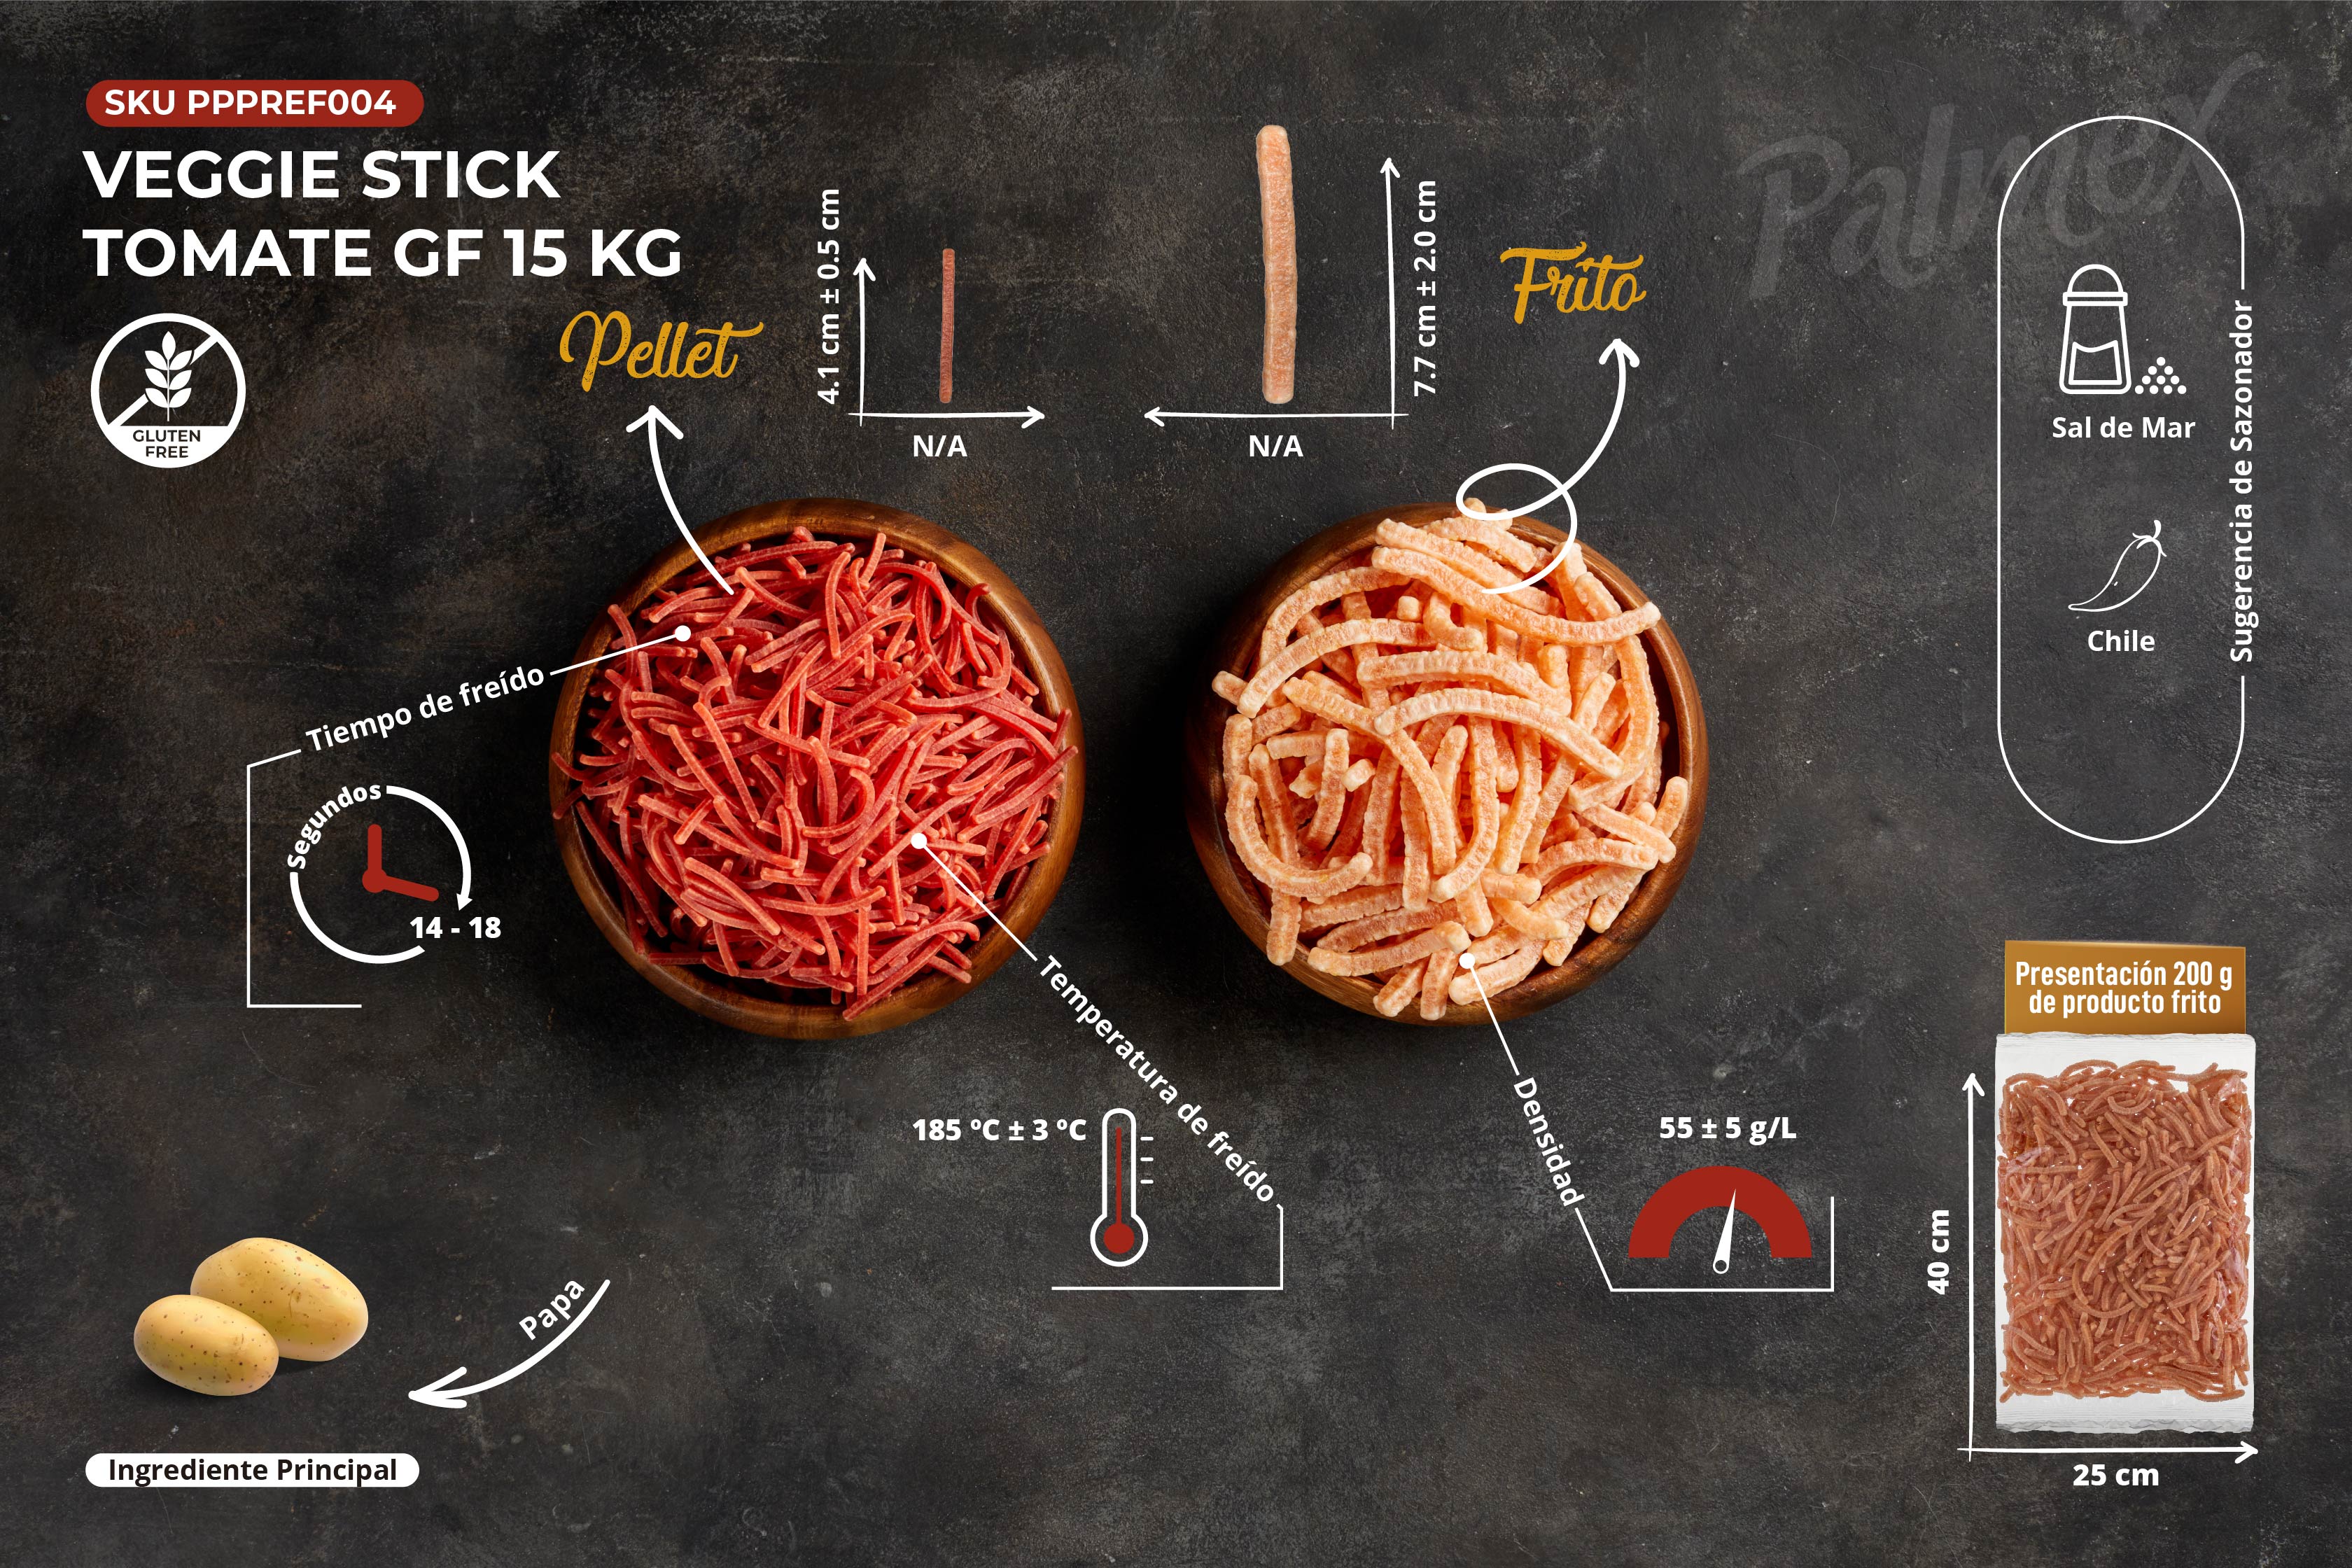 SKU PPPREF004
VEGGIE STICK
TOMATE GF 15 KG
GLUTEN
FREE
Pellet
4.1 cm ± 0.5 cm
N/A
7.7 cm ± 2.0 cm
N/A
Frito
Palmex
Sal de Mar
Chile
Sugerencia de Sazonador
Tiempo de freído
Segundos
14 - 18
Temperatura de freído
185 ºC ± 3 ºC
Densidad
55 ± 5 g/L
Presentación 200 g
de producto frito
40 cm
25 cm
Papa
Ingrediente Principal